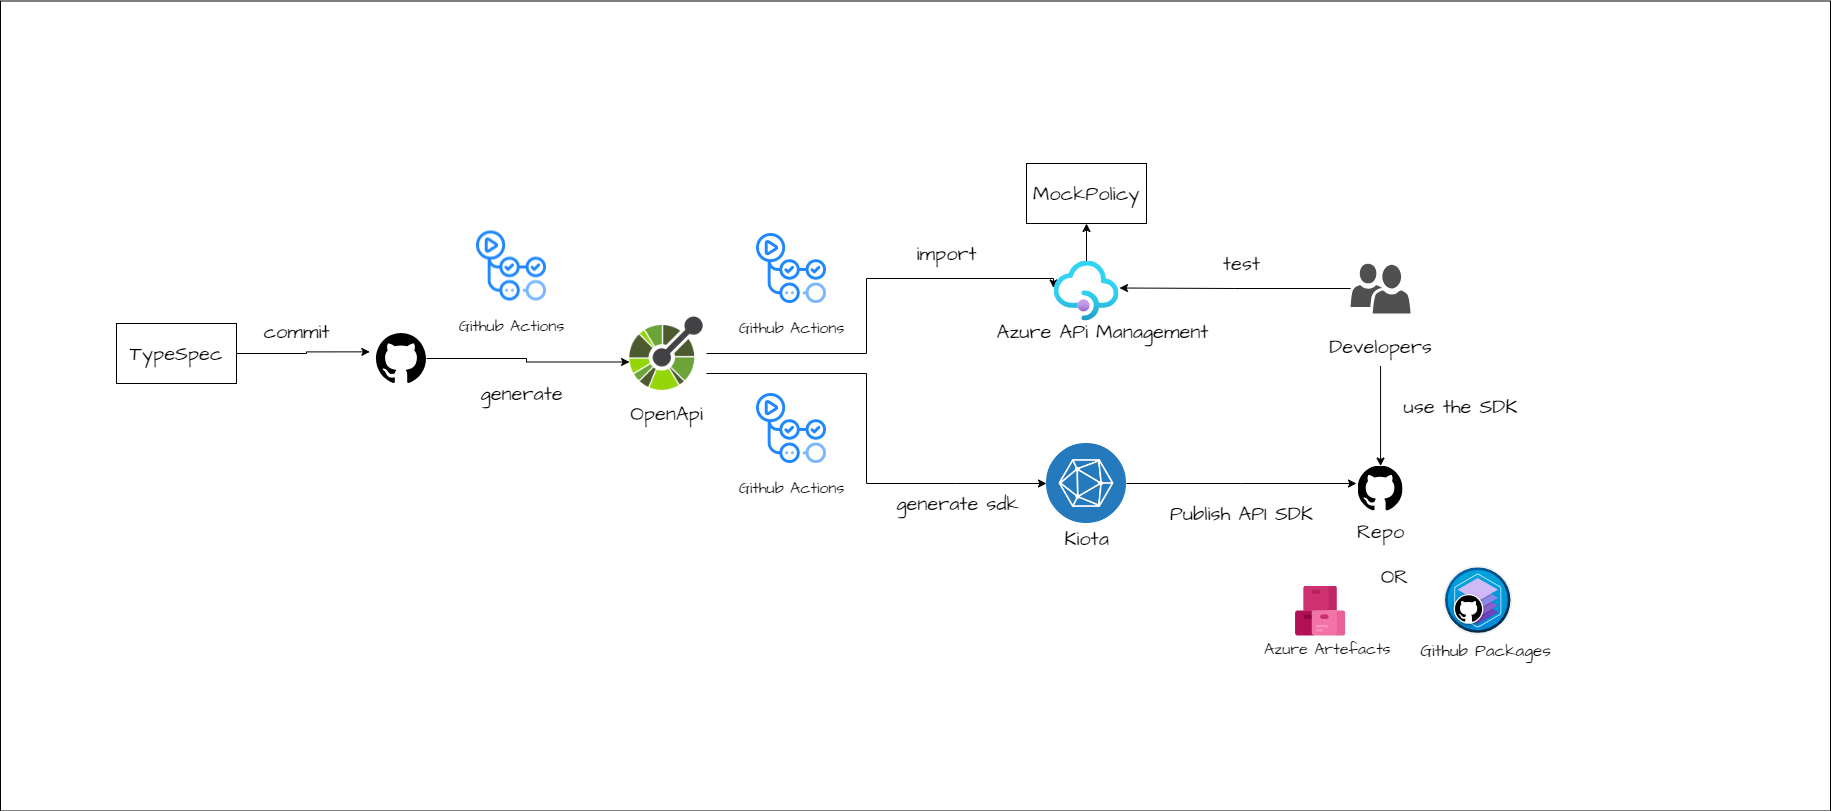 MockPolicy
import
test
commit
Github Actions
Github Actions
Azure APi Management
Developers
TypeSpec
generate
OpenApi
use the SDK
Github Actions
generate sdk
Publish API SDK
Kiota
Repo
OR
Azure Artefacts
Github Packages